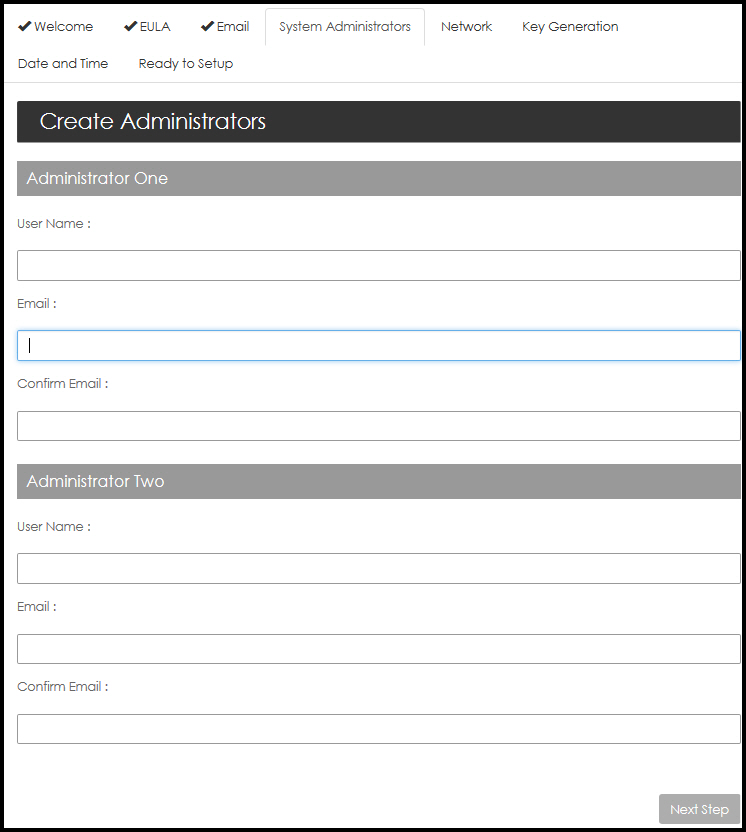 Welcome EULA Email System Administrators Network Key Generation
Date and Time Ready to Setup
Create Administrators
Administrator One
User Name :
Email :
Confirm Email :
Administrator Two
User Name :
Email :
Confirm Email :
Next Step